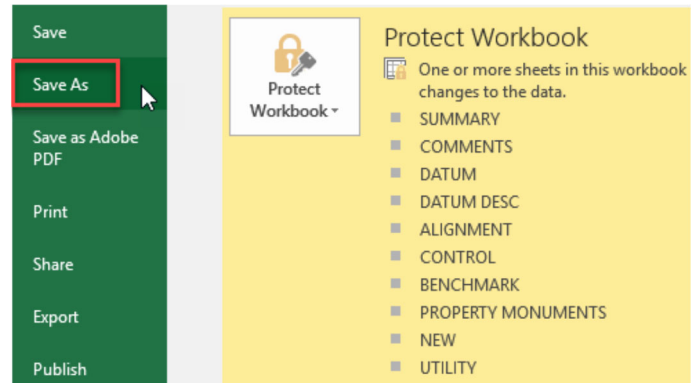 Save
Save As
Save as Adobe
PDF
Print
Share
Export
Publish
Protect
Workbook
Protect Workbook
One or more sheets in this workbook
changes to the data.
SUMMARY
COMMENTS
DATUM
DATUM DESC
ALIGNMENT
CONTROL
BENCHMARK
PROPERTY MONUMENTS
NEW
UTILITY